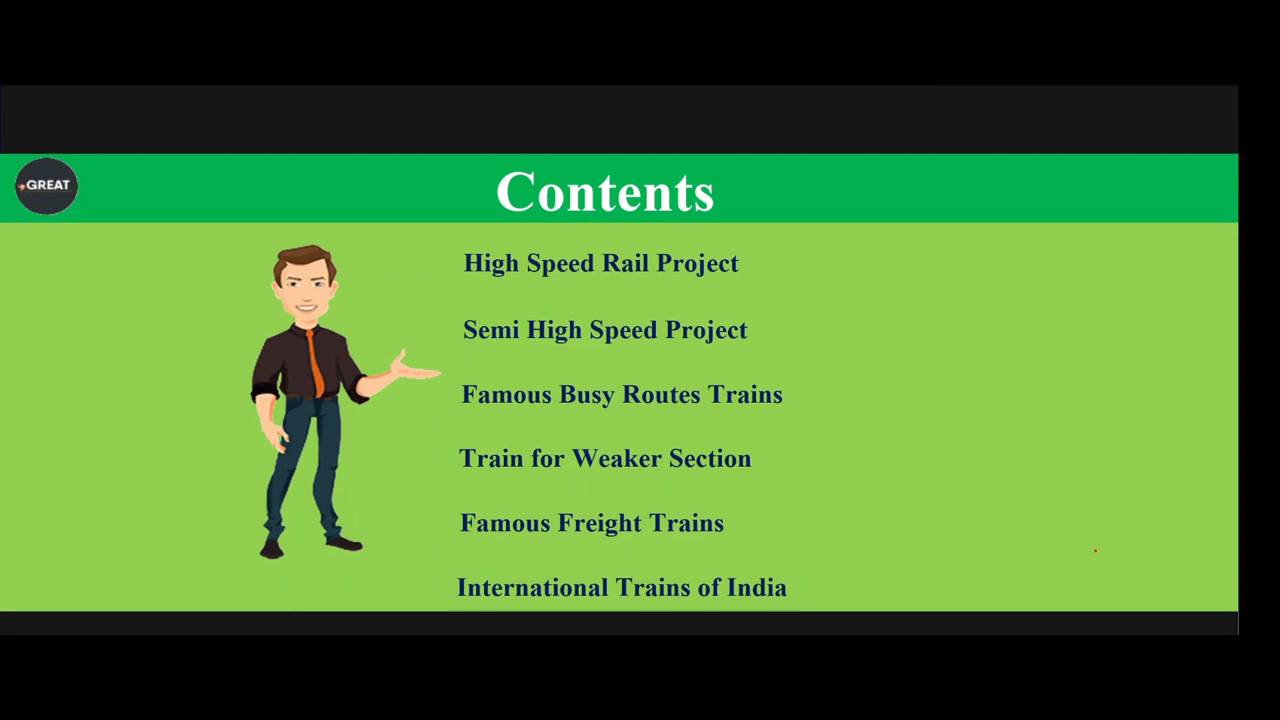 GREAT
Contents
High Speed Rail Project
Semi High Speed Project
Famous Busy Routes Trains
Train for Weaker Section
Famous Freight Trains
International Trains of India